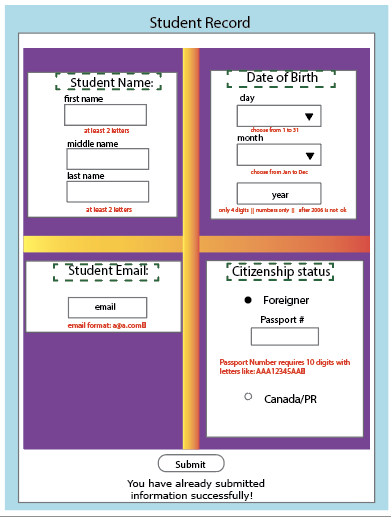 Student Record
Student Name:
first name
at least 2 letters
middle name
last name
at least 2 letters
Date of Birth
day
choose from 1 to 31
month
choose from Jan to Dec
year
only 4 digits || numbers only || after 2006 is not ok
Student Email:
email
email format: a@a.com
Citizenship status
Foreigner
Passport #
Passport Number requires 10 digits with
letters like: AAA12345AAB
Canada/PR
Submit
You have already submitted
information successfully!